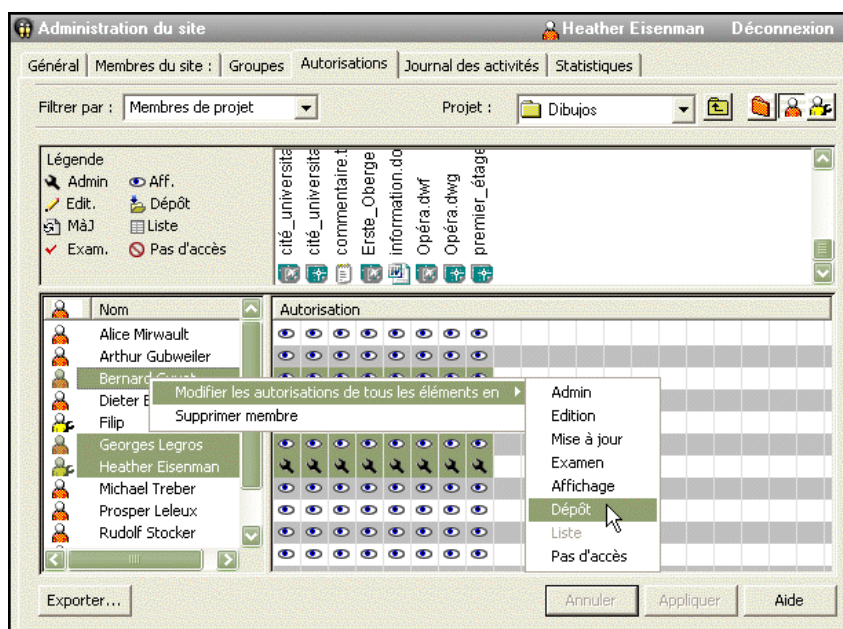 Administration du site
Heather Eisenman Déconnexion
Général Membres du site : Groupes Autorisations Journal des activités Statistiques
Filtrer par : Membres de projet Projet : Dibujos
Légende
Admin Aff.
Edit. Dépôt
MàJ Liste
Exam. Pas d'accès
cité_universita
cité_universita
commentaire.t
Erste_Oberge
information.do
Opéra.dwf
Opéra.dwg
premier_étage
Nom Autorisation
Alice Mirwault
Arthur Gubweiler
Bernard
Dieter
Filip
Georges Legros
Heather Eisenman
Michael Treber
Prosper Leleux
Rudolf Stocker
Modifier les autorisations de tous les éléments en
Supprimer membre
Admin
Edition
Mise à jour
Examen
Affichage
Dépôt
Liste
Pas d'accès
Exporter... Annuler Appliquer Aide